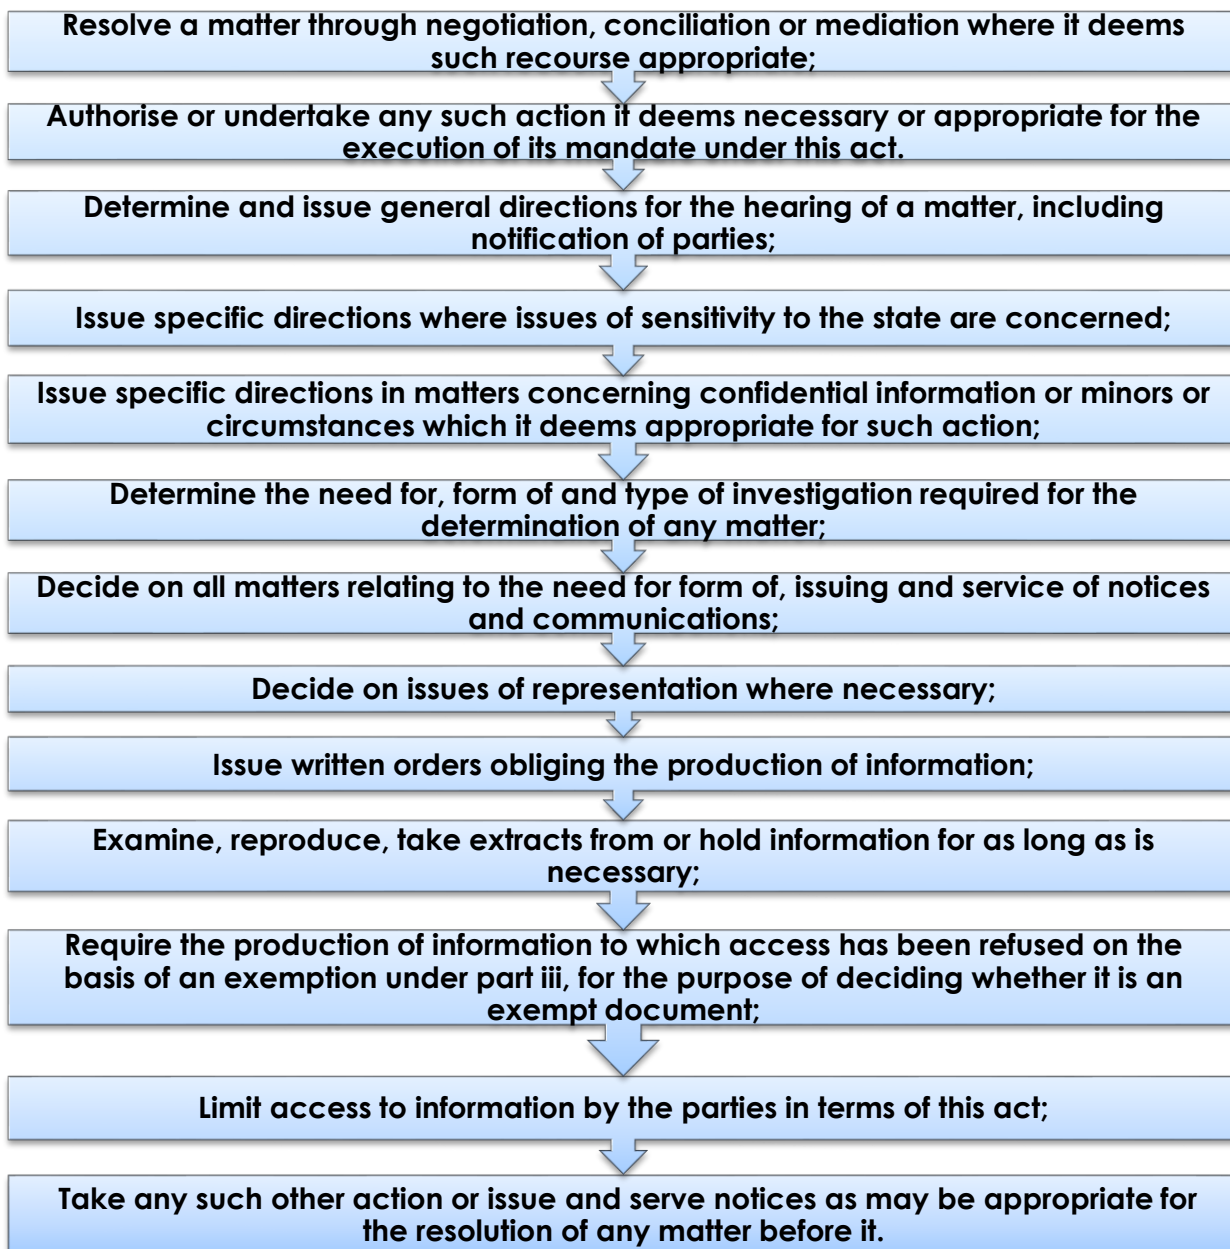 Resolve a matter through negotiation, conciliation or mediation where it deems
such recourse appropriate;
Authorise or undertake any such action it deems necessary or appropriate for the
execution of its mandate under this act.
Determine and issue general directions for the hearing of a matter, including
notification of parties;
Issue specific directions where issues of sensitivity to the state are concerned;
Issue specific directions in matters concerning confidential information or minors or
circumstances which it deems appropriate for such action;
Determine the need for, form of and type of investigation required for the
determination of any matter;
Decide on all matters relating to the need for form of, issuing and service of notices
and communications;
Decide on issues of representation where necessary;
Issue written orders obliging the production of information;
Examine, reproduce, take extracts from or hold information for as long as is
necessary;
Require the production of information to which access has been refused on the
basis of an exemption under part iii, for the purpose of deciding whether it is an
exempt document;
Limit access to information by the parties in terms of this act;
Take any such other action or issue and serve notices as may be appropriate for
the resolution of any matter before it.